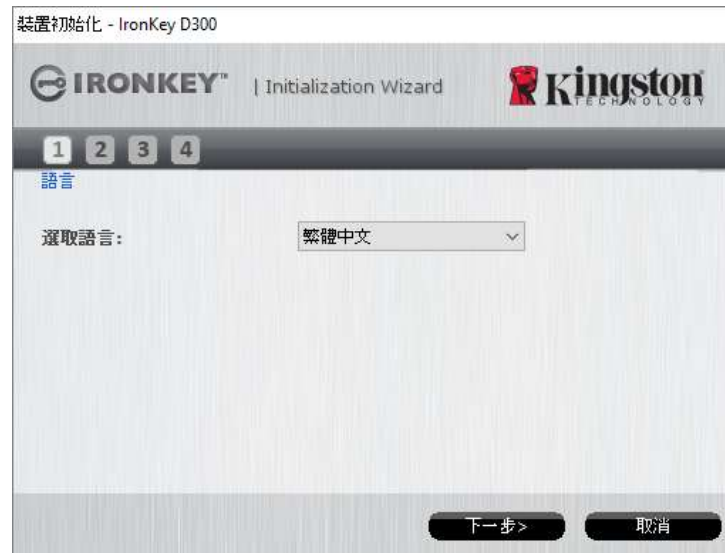 裝置初始化 - IronKey D300
IRONKEY™ | Initialization Wizard Kingston TECHNOLOGY
1 2 3 4
語言
選取語言: 繁體中文
下一步> 取消